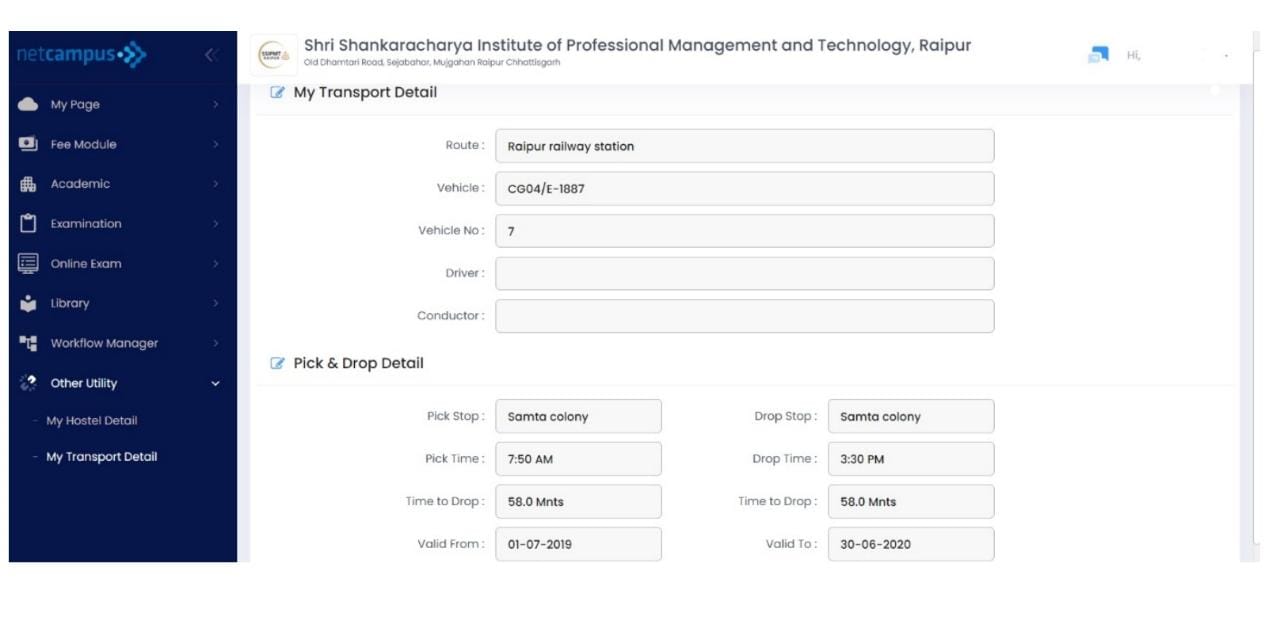 netcampus
Shri Shankaracharya Institute of Professional Management and Technology, Raipur
Old Dhamtari Road, Sejabahar, Mujgahan Raipur Chhattisgarh
Hi,
My Page
Fee Module
Academic
Examination
Online Exam
Library
Workflow Manager
Other Utility
- My Hostel Detail
- My Transport Detail
My Transport Detail
Route : Raipur railway station
Vehicle : CG04/E-1887
Vehicle No : 7
Driver :
Conductor :
Pick & Drop Detail
Pick Stop : Samta colony Drop Stop : Samta colony
Pick Time : 7:50 AM Drop Time : 3:30 PM
Time to Drop : 58.0 Mnts Time to Drop : 58.0 Mnts
Valid From : 01-07-2019 Valid To : 30-06-2020